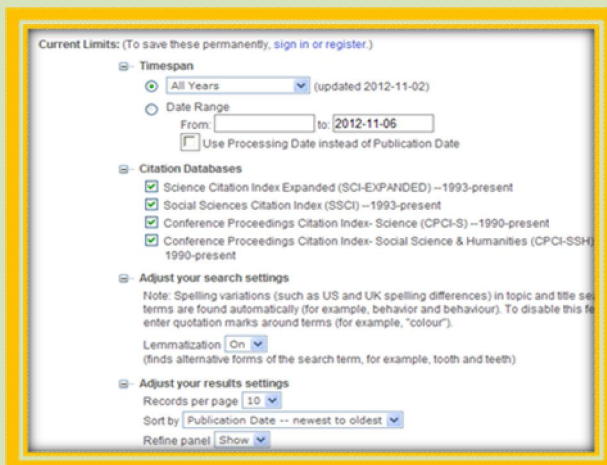 Current Limits: (To save these permanently, sign in or register.)
Timespan
All Years (updated 2012-11-02)
Date Range
From: to: 2012-11-06
Use Processing Date instead of Publication Date
Citation Databases
Science Citation Index Expanded (SCI-EXPANDED) --1993-present
Social Sciences Citation Index (SSCI) --1993-present
Conference Proceedings Citation Index- Science (CPCI-S) --1990-present
Conference Proceedings Citation Index- Social Science & Humanities (CPCI-SSH)
1990-present
Adjust your search settings
Note: Spelling variations (such as US and UK spelling differences) in topic and title sea
terms are found automatically (for example, behavior and behaviour). To disable this fe
enter quotation marks around terms (for example, "colour").
Lemmatization On
(finds alternative forms of the search term, for example, tooth and teeth)
Adjust your results settings
Records per page 10
Sort by Publication Date -- newest to oldest
Refine panel Show